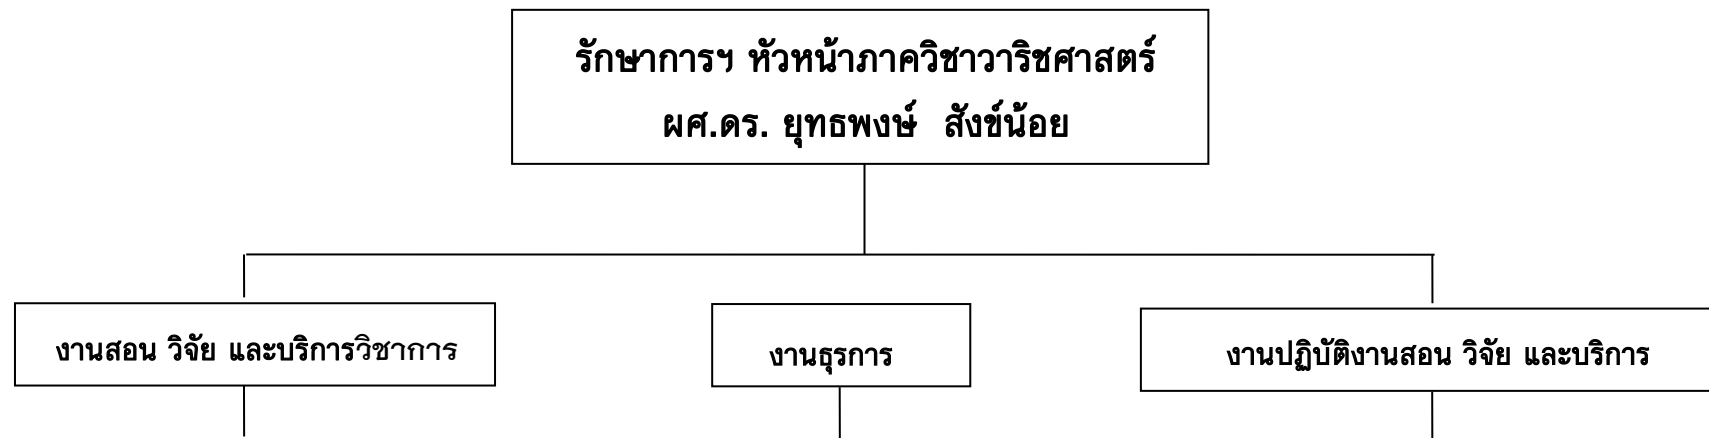 รักษาการฯ หัวหน้าภาควิชาวาริชศาสตร์
ผศ.ดร. ยุทธพงษ์ สังข์น้อย
งานสอน วิจัย และบริการวิชาการ
งานธุรการ
งานปฏิบัติงานสอน วิจัย และบริการ